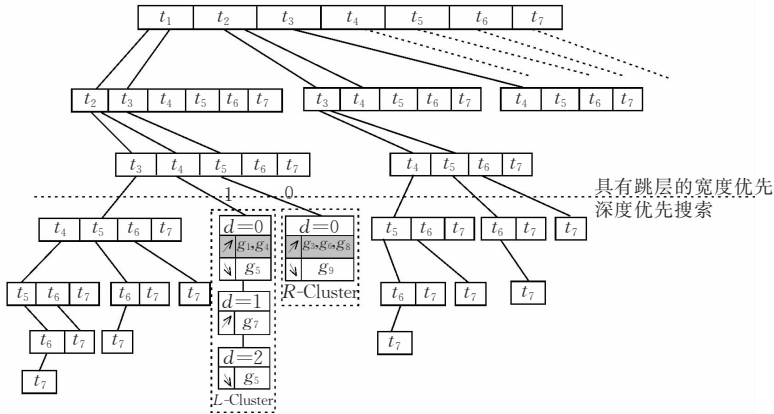 t1 t2 t3 t4 t5 t6 t7
t2 t3 t4 t5 t6 t7 t3 t4 t5 t6 t7 t4 t5 t6 t7
t3 t4 t5 t6 t7 t4 t5 t6 t7
1 0 具有跳层的宽度优先
深度优先搜索
t4 t5 t6 t7 d=0 d=0 t5 t6 t7 t6 t7 t7
↗ g1,g4 ↗ g3,g6,g8
↘ g5 ↘ g9
t5 t6 t7 t6 t7 t7 R-Cluster t6 t7 t7 t7
d=1
↗ g7
t6 t7 t7 t7
d=2
t7 ↘ g5
L-Cluster